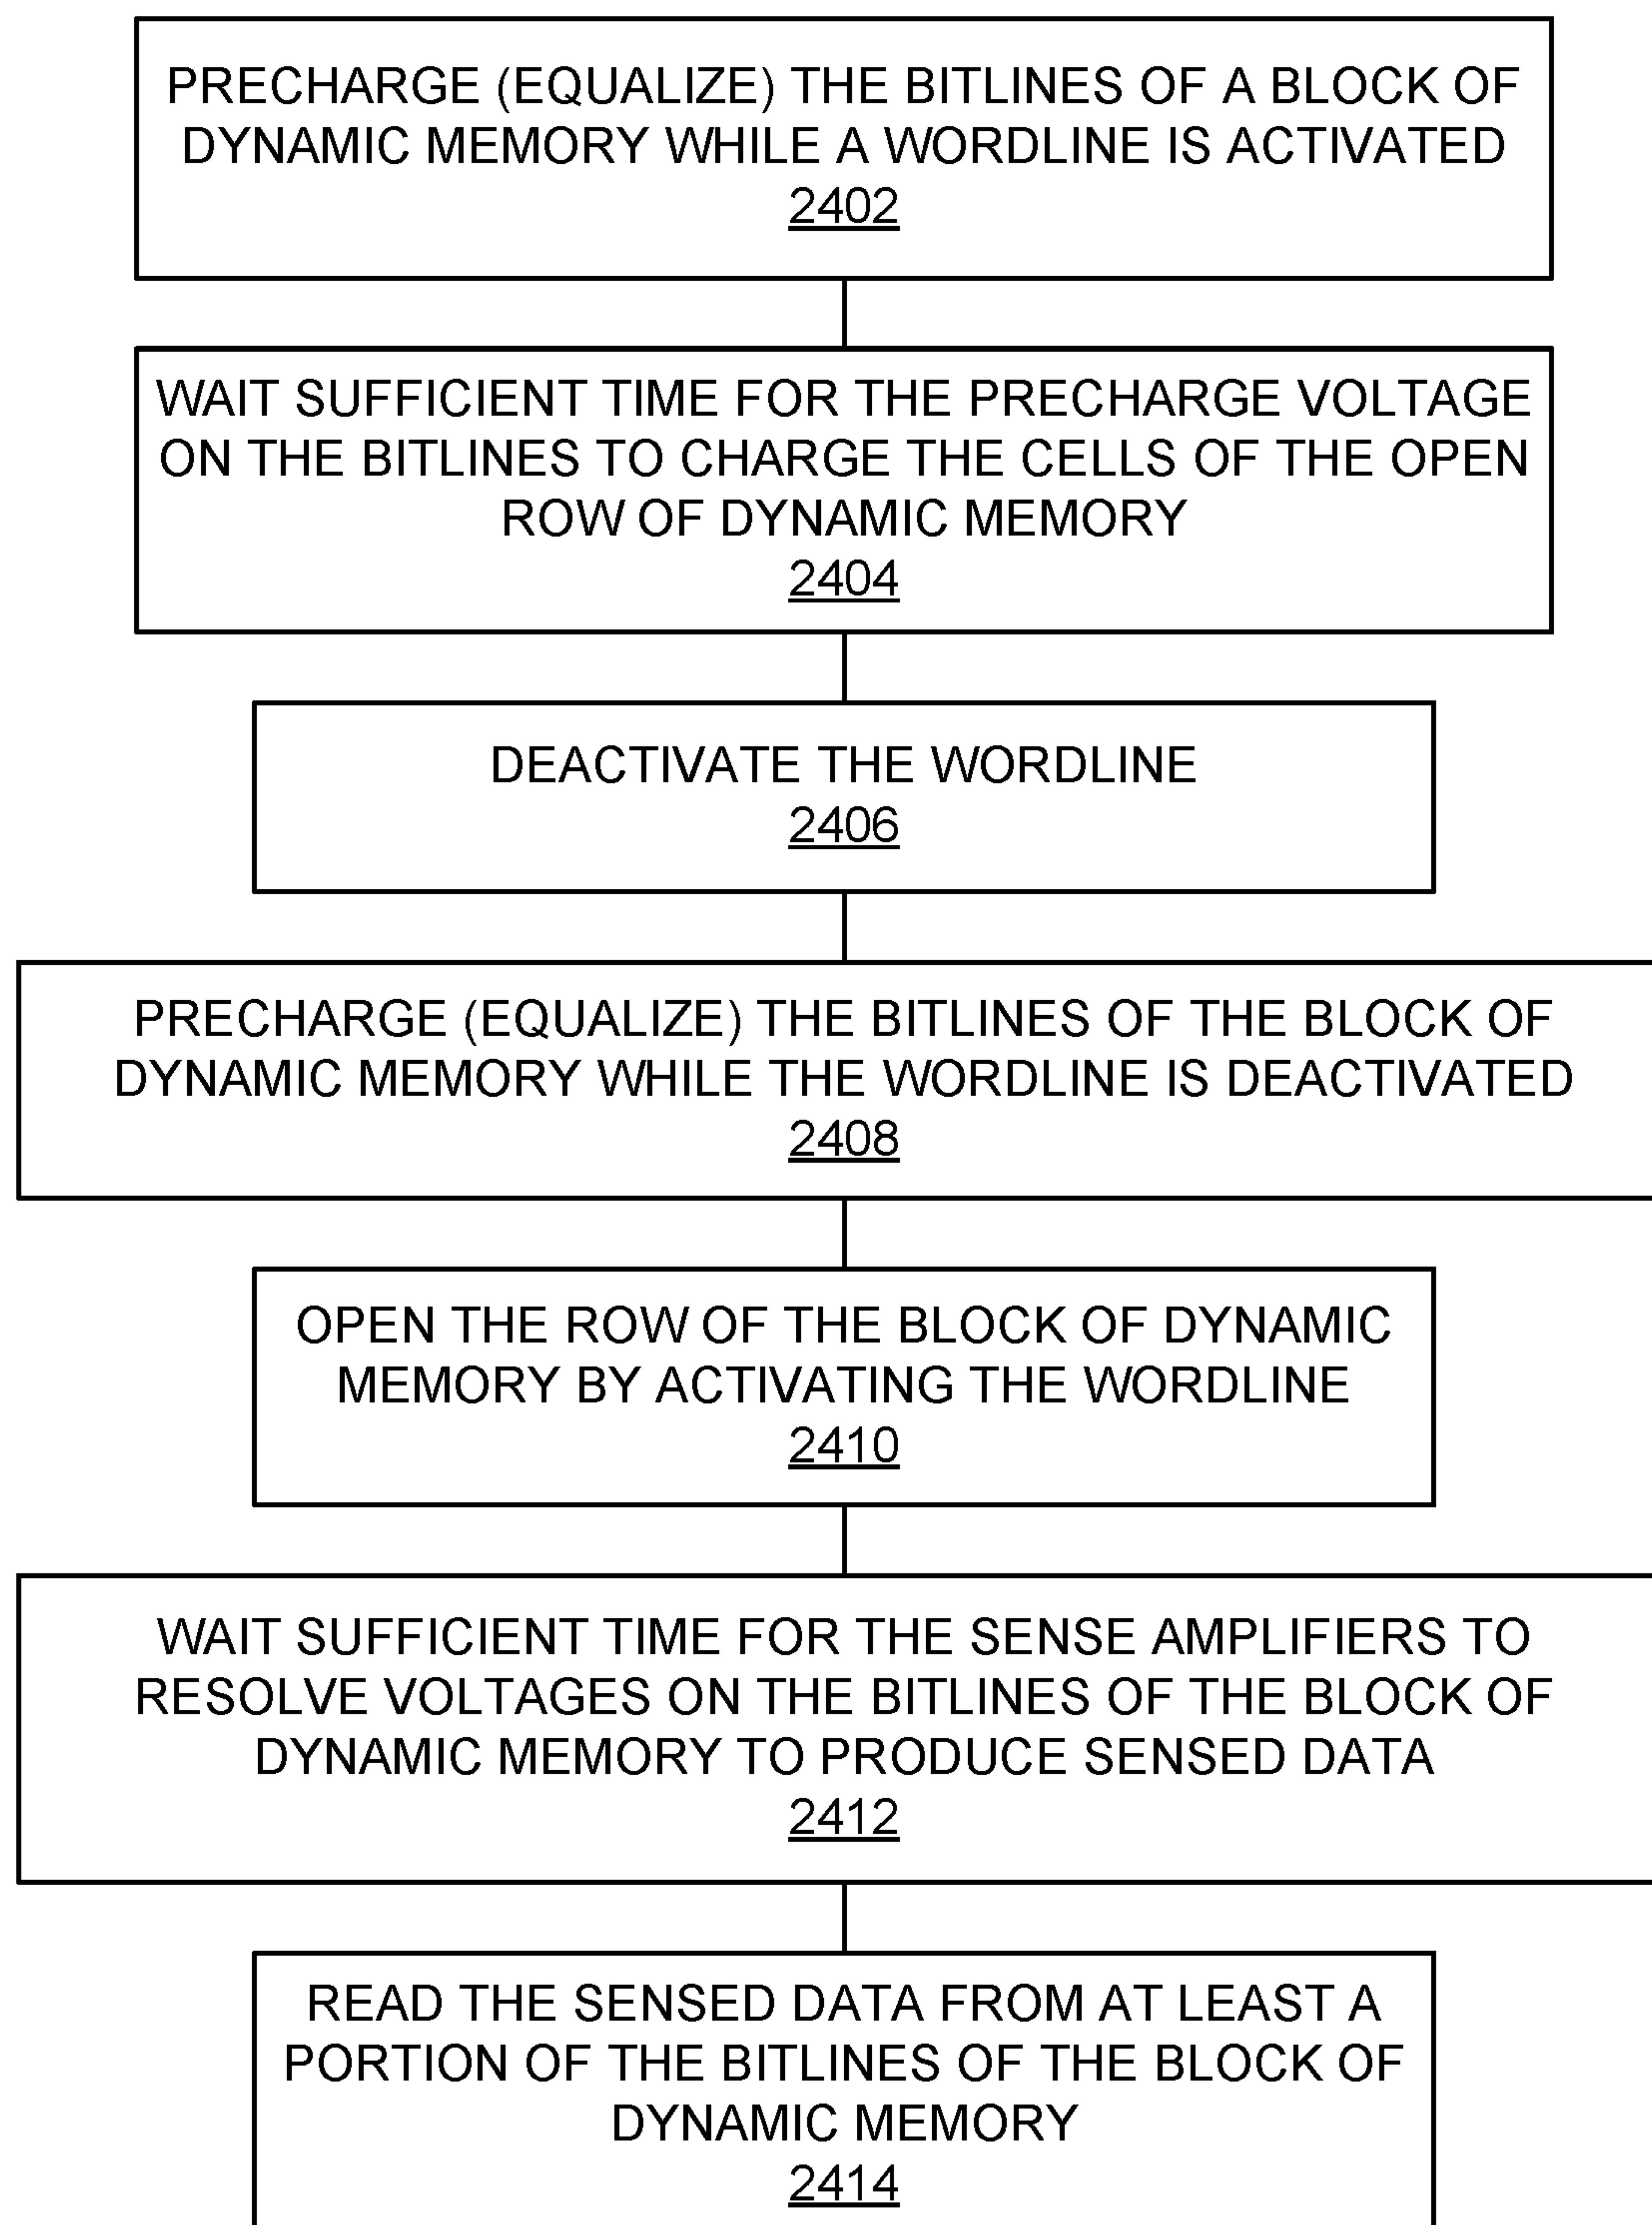 PRECHARGE (EQUALIZE) THE BITLINES OF A BLOCK OF
DYNAMIC MEMORY WHILE A WORDLINE IS ACTIVATED
2402
WAIT SUFFICIENT TIME FOR THE PRECHARGE VOLTAGE
ON THE BITLINES TO CHARGE THE CELLS OF THE OPEN
ROW OF DYNAMIC MEMORY
2404
DEACTIVATE THE WORDLINE
2406
PRECHARGE (EQUALIZE) THE BITLINES OF THE BLOCK OF
DYNAMIC MEMORY WHILE THE WORDLINE IS DEACTIVATED
2408
OPEN THE ROW OF THE BLOCK OF DYNAMIC
MEMORY BY ACTIVATING THE WORDLINE
2410
WAIT SUFFICIENT TIME FOR THE SENSE AMPLIFIERS TO
RESOLVE VOLTAGES ON THE BITLINES OF THE BLOCK OF
DYNAMIC MEMORY TO PRODUCE SENSED DATA
2412
READ THE SENSED DATA FROM AT LEAST A
PORTION OF THE BITLINES OF THE BLOCK OF
DYNAMIC MEMORY
2414